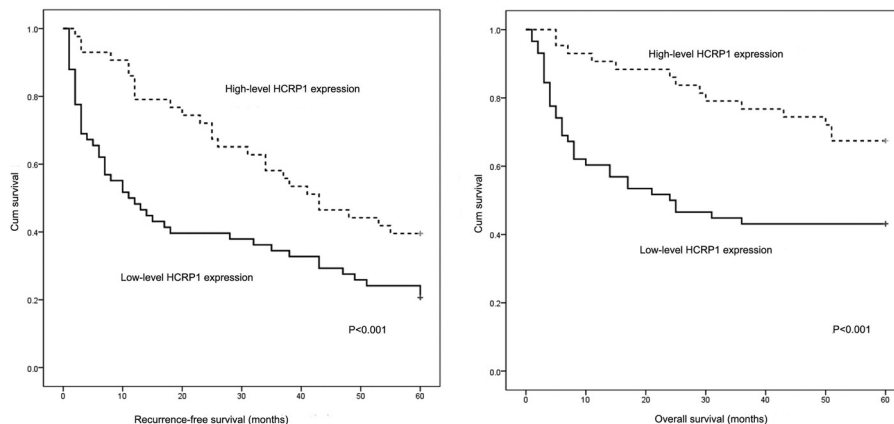 1.0
0.8
0.6
0.4
0.2
0.0
Cum survival
High-level HCRP1 expression
Low-level HCRP1 expression
P<0.001
0 10 20 30 40 50 60
Recurrence-free survival (months)
1.0
0.8
0.6
0.4
0.2
0.0
Cum survival
High-level HCRP1 expression
Low-level HCRP1 expression
P<0.001
0 10 20 30 40 50 60
Overall survival (months)